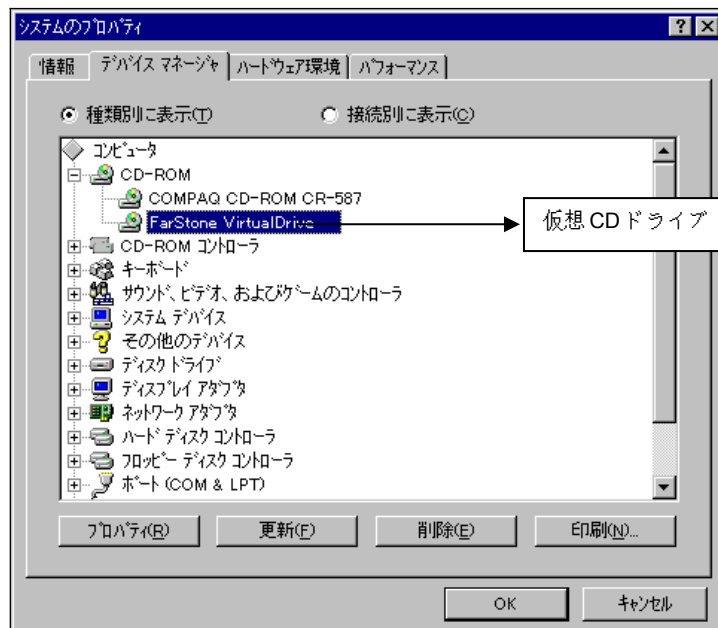 ｼｽﾃﾑのﾌﾟﾛﾊﾟﾃｨ
情報 ﾃﾞﾊﾞｲｽ ﾏﾈｰｼﾞｬ ﾊｰﾄﾞｳｪｱ環境 ﾊﾟﾌｫｰﾏﾝｽ
種類別に表示(T) 接続別に表示(C)
ｺﾝﾋﾟｭｰﾀ
CD-ROM
COMPAQ CD-ROM CR-587
FarStone VirtualDrive
仮想 CD ドライブ
CD-ROM ｺﾝﾄﾛｰﾗ
ｷｰﾎﾞｰﾄﾞ
ｻｳﾝﾄﾞ、ﾋﾞﾃﾞｵ、およびｹﾞｰﾑのｺﾝﾄﾛｰﾗ
ｼｽﾃﾑ ﾃﾞﾊﾞｲｽ
その他のﾃﾞﾊﾞｲｽ
ﾃﾞｨｽｸ ﾄﾞﾗｲﾌﾞ
ﾃﾞｨｽﾌﾟﾚｲ ｱﾀﾞﾌﾟﾀ
ﾈｯﾄﾜｰｸ ｱﾀﾞﾌﾟﾀ
ﾊｰﾄﾞ ﾃﾞｨｽｸ ｺﾝﾄﾛｰﾗ
ﾌﾛｯﾋﾟｰ ﾃﾞｨｽｸ ｺﾝﾄﾛｰﾗ
ﾎﾟｰﾄ (COM & LPT)
ﾌﾟﾛﾊﾟﾃｨ(R) 更新(F) 削除(E) 印刷(N)...
OK ｷｬﾝｾﾙ